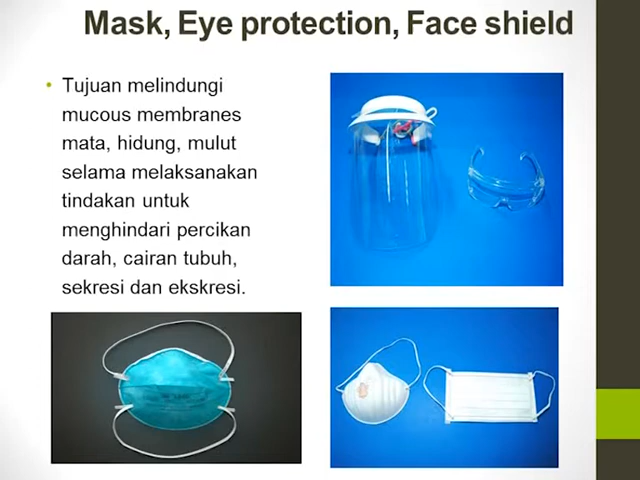 Mask, Eye protection, Face shield
• Tujuan melindungi
mucous membranes
mata, hidung, mulut
selama melaksanakan
tindakan untuk
menghindari percikan
darah, cairan tubuh,
sekresi dan ekskresi.